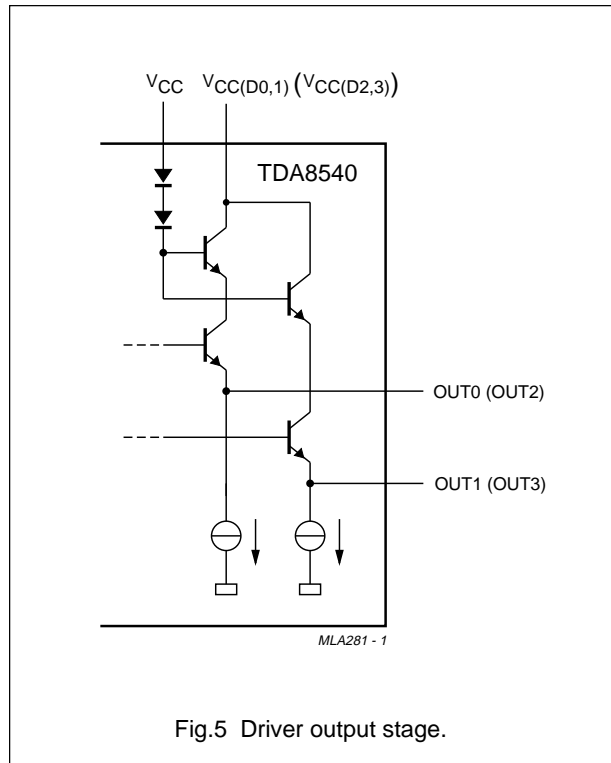 VCC VCC(D0,1) (VCC(D2,3))
TDA8540
OUT0 (OUT2)
OUT1 (OUT3)
MLA281 - 1
Fig.5 Driver output stage.